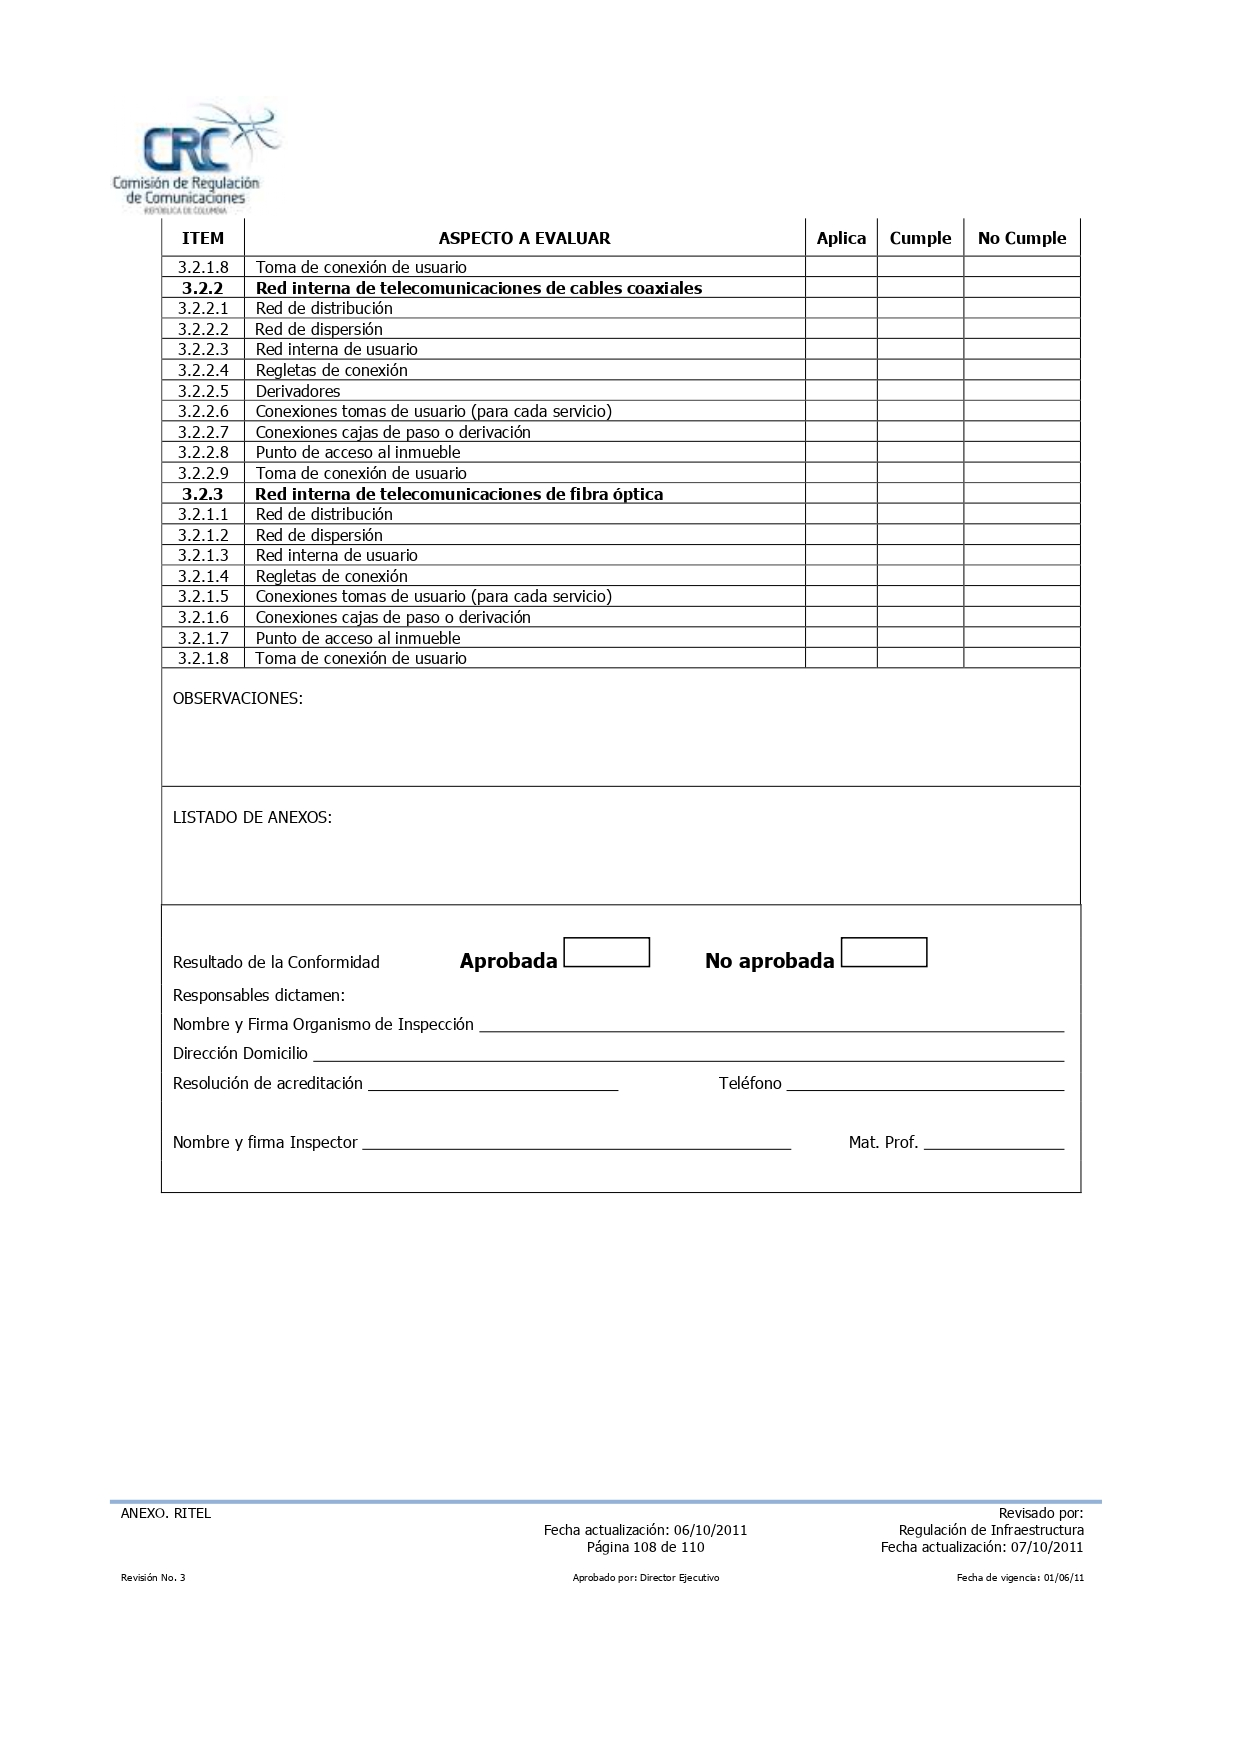 CRC
Comisión de Regulación
de Comunicaciones
REPÚBLICA DE COLOMBIA
ITEM ASPECTO A EVALUAR Aplica Cumple No Cumple
3.2.1.8 Toma de conexión de usuario
3.2.2 Red interna de telecomunicaciones de cables coaxiales
3.2.2.1 Red de distribución
3.2.2.2 Red de dispersión
3.2.2.3 Red interna de usuario
3.2.2.4 Regletas de conexión
3.2.2.5 Derivadores
3.2.2.6 Conexiones tomas de usuario (para cada servicio)
3.2.2.7 Conexiones cajas de paso o derivación
3.2.2.8 Punto de acceso al inmueble
3.2.2.9 Toma de conexión de usuario
3.2.3 Red interna de telecomunicaciones de fibra óptica
3.2.1.1 Red de distribución
3.2.1.2 Red de dispersión
3.2.1.3 Red interna de usuario
3.2.1.4 Regletas de conexión
3.2.1.5 Conexiones tomas de usuario (para cada servicio)
3.2.1.6 Conexiones cajas de paso o derivación
3.2.1.7 Punto de acceso al inmueble
3.2.1.8 Toma de conexión de usuario
OBSERVACIONES:
LISTADO DE ANEXOS:
Resultado de la Conformidad Aprobada No aprobada
Responsables dictamen:
Nombre y Firma Organismo de Inspección
Dirección Domicilio
Resolución de acreditación Teléfono
Nombre y firma Inspector Mat. Prof.
ANEXO. RITEL Revisado por:
Fecha actualización: 06/10/2011 Regulación de Infraestructura
Página 108 de 110 Fecha actualización: 07/10/2011
Revisión No. 3 Aprobado por: Director Ejecutivo Fecha de vigencia: 01/06/11